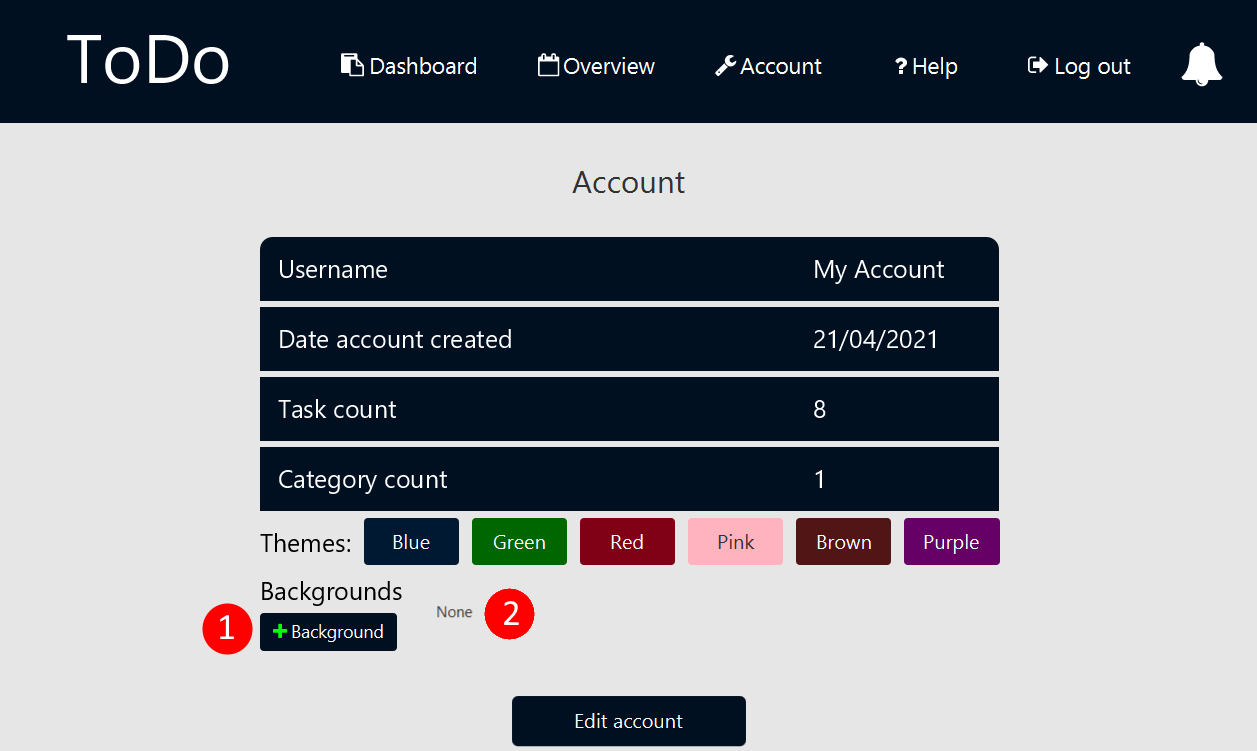 ToDo Dashboard Overview Account ? Help Log out
Account
Username My Account
Date account created 21/04/2021
Task count 8
Category count 1
Themes: Blue Green Red Pink Brown Purple
Backgrounds
None 2
1 +Background
Edit account